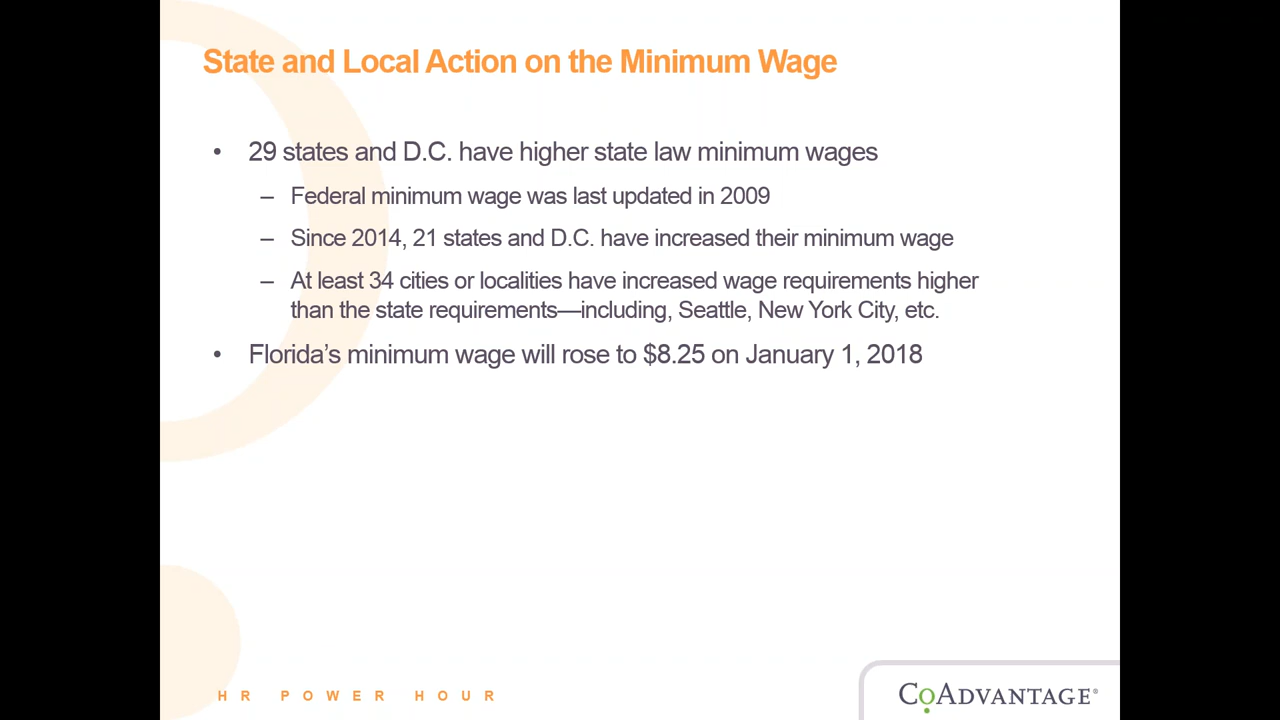 State and Local Action on the Minimum Wage
• 29 states and D.C. have higher state law minimum wages
– Federal minimum wage was last updated in 2009
– Since 2014, 21 states and D.C. have increased their minimum wage
– At least 34 cities or localities have increased wage requirements higher
than the state requirements—including, Seattle, New York City, etc.
• Florida’s minimum wage will rose to $8.25 on January 1, 2018
HR POWER HOUR
CoAdvantage®